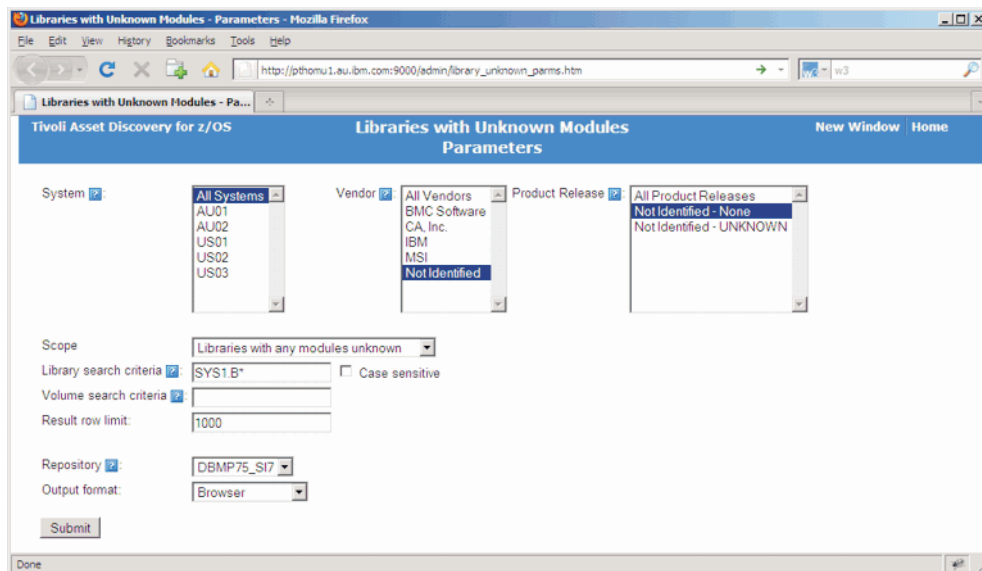 Libraries with Unknown Modules - Parameters - Mozilla Firefox
File Edit View History Bookmarks Tools Help
http://pthomu1.au.ibm.com:9000/admin/library_unknown_parms.htm
w3
Libraries with Unknown Modules - Pa...
Tivoli Asset Discovery for z/OS
Libraries with Unknown Modules
Parameters
New Window Home
System ?:
All Systems
AU01
AU02
US01
US02
US03
Vendor ?:
All Vendors
BMC Software
CA, Inc.
IBM
MSI
Not Identified
Product Release ?:
All Product Releases
Not Identified - None
Not Identified - UNKNOWN
Scope
Libraries with any modules unknown
Library search criteria ?:
SYS1.B*
Case sensitive
Volume search criteria ?:
Result row limit:
1000
Repository ?:
DBMP75_SI7
Output format:
Browser
Submit
Done